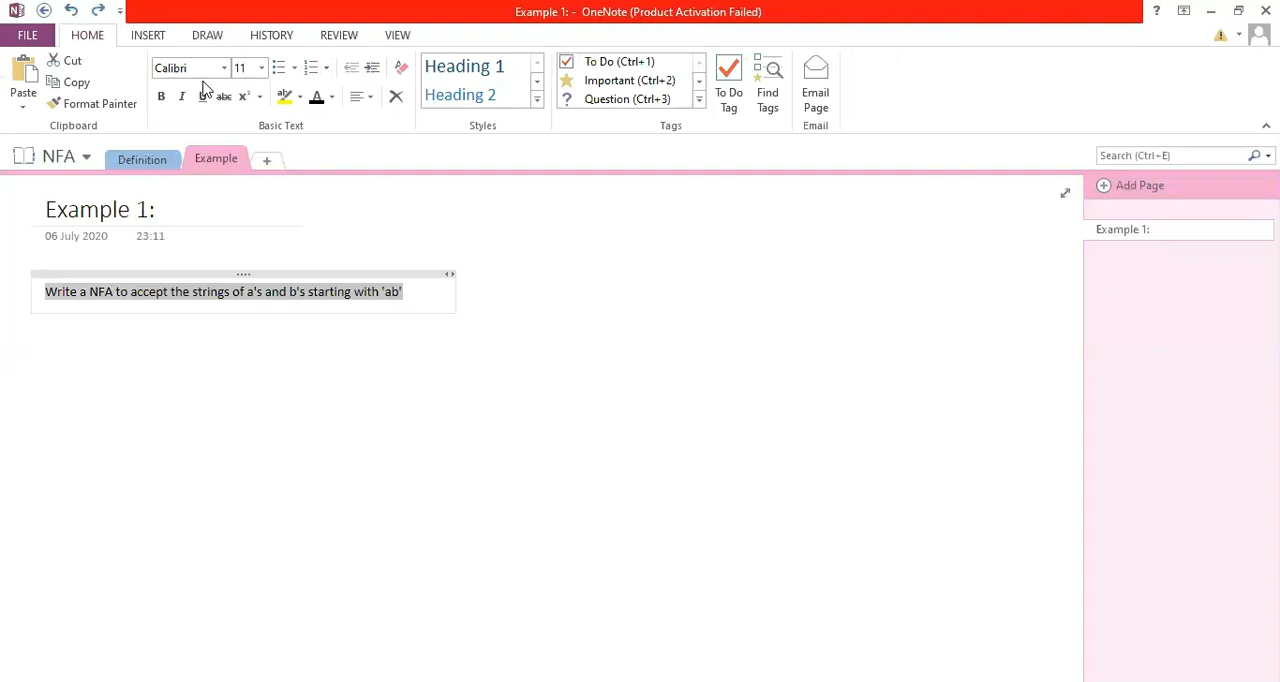 Example 1: - OneNote (Product Activation Failed)
FILE HOME INSERT DRAW HISTORY REVIEW VIEW
Paste
Cut
Copy
Format Painter
Clipboard
Calibri 11
B I U abc x²
ab A
Basic Text
Heading 1
Heading 2
Styles
To Do (Ctrl+1)
Important (Ctrl+2)
Question (Ctrl+3)
To Do
Tag
Find
Tags
Tags
Email
Page
Email
NFA
Definition
Example
Search (Ctrl+E)
Add Page
Example 1:
Example 1:
06 July 2020 23:11
Write a NFA to accept the strings of a's and b's starting with 'ab'